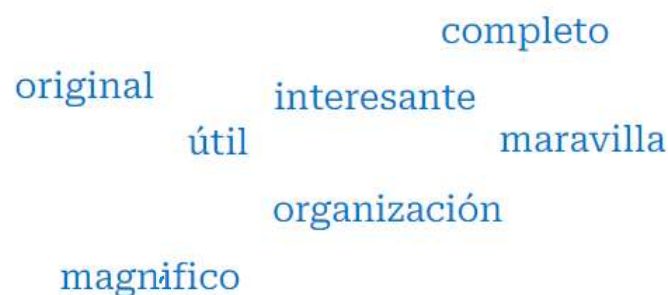 completo
original
interesante
útil
maravilla
organización
magnifico